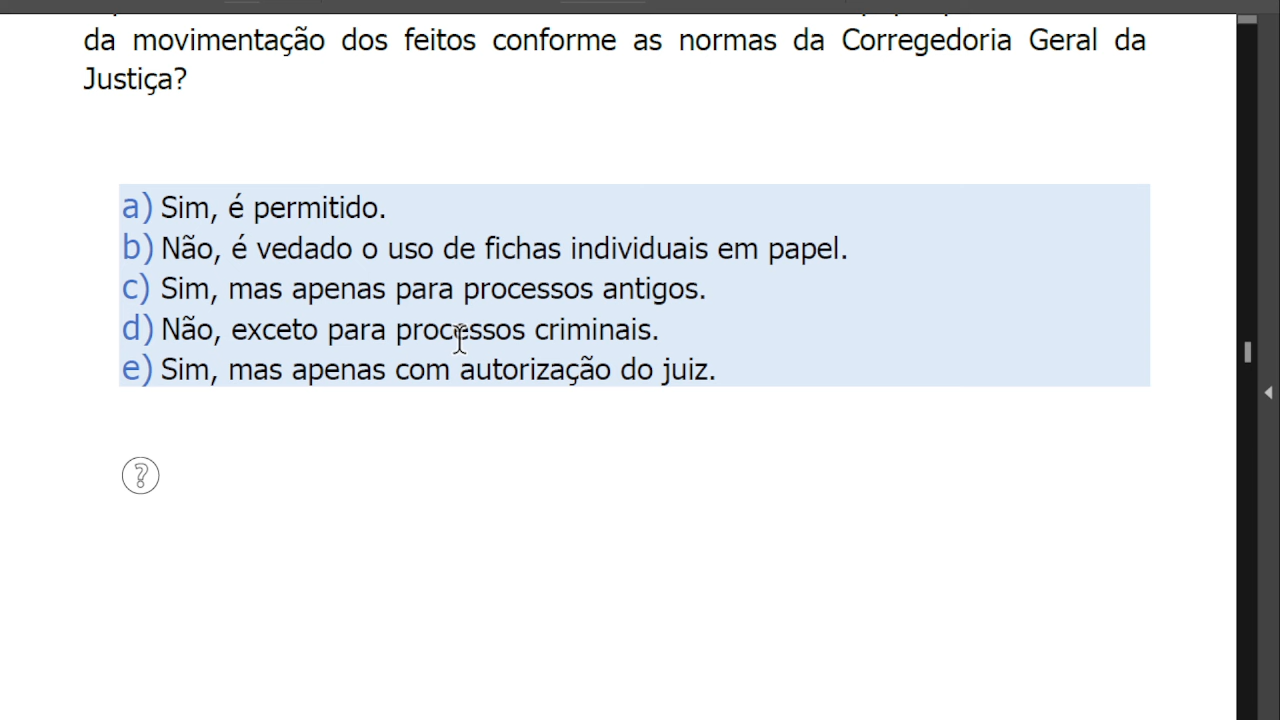 da movimentação dos feitos conforme as normas da Corregedoria Geral da
Justiça?
a) Sim, é permitido.
b) Não, é vedado o uso de fichas individuais em papel.
c) Sim, mas apenas para processos antigos.
d) Não, exceto para processos criminais.
e) Sim, mas apenas com autorização do juiz.
?